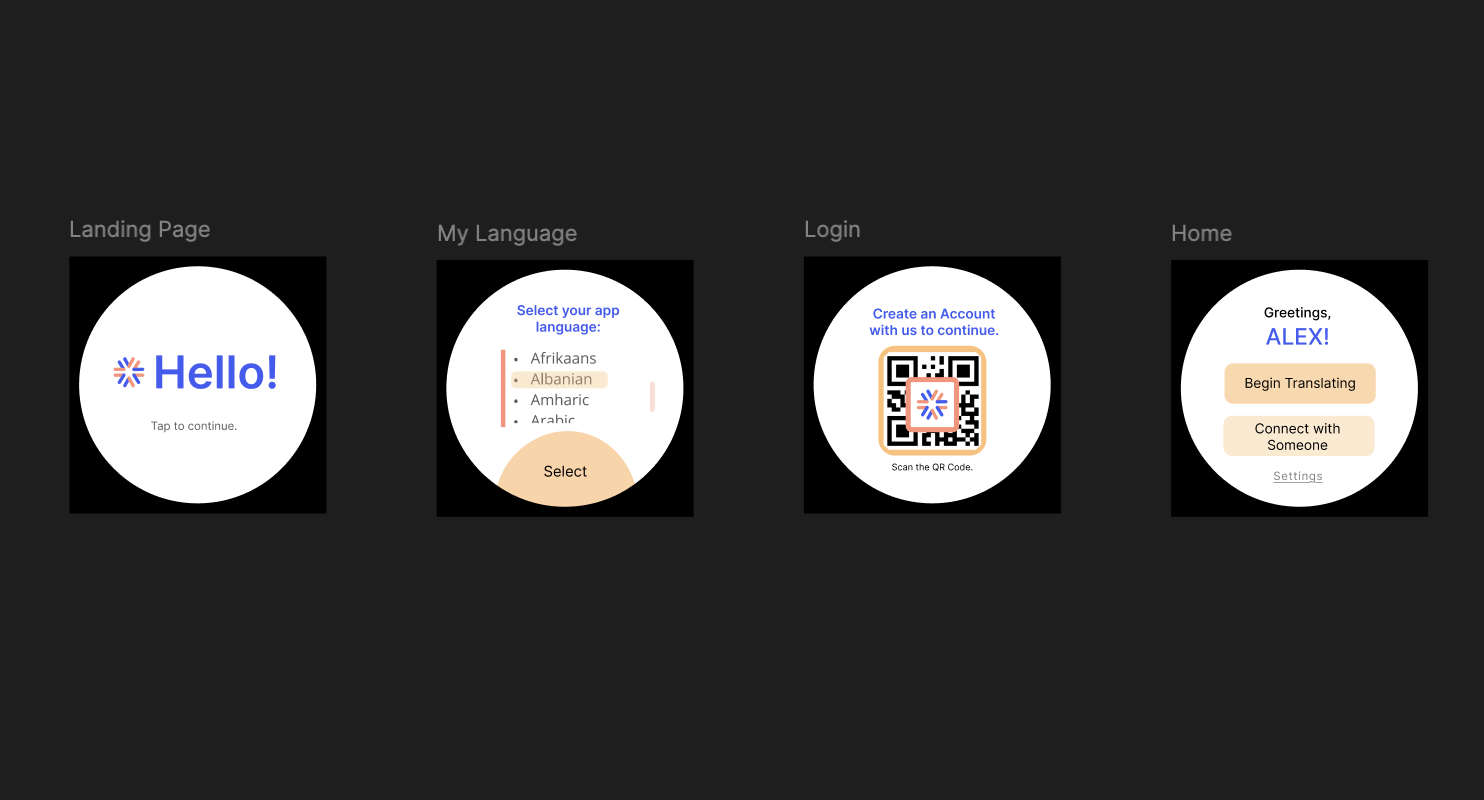 Landing Page
Hello!
Tap to continue.
My Language
Select your app
language:
• Afrikaans
• Albanian
• Amharic
Arabic
Select
Login
Create an Account
with us to continue.
Scan the QR Code.
Home
Greetings,
ALEX!
Begin Translating
Connect with
Someone
Settings